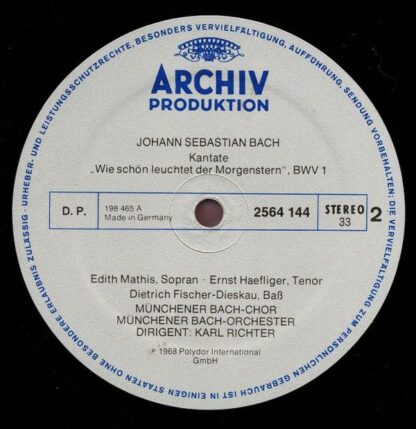 ARCHIV
PRODUKTION
JOHANN SEBASTIAN BACH
Kantate
„Wie schön leuchtet der Morgenstern", BWV 1
D. P.
198 465 A
Made in Germany
2564 144
STEREO
33
2
Edith Mathis, Sopran · Ernst Haefliger, Tenor
Dietrich Fischer-Dieskau, Baß
MÜNCHENER BACH-CHOR
MÜNCHENER BACH-ORCHESTER
DIRIGENT: KARL RICHTER
℗ 1968 Polydor International
GmbH
URHEBER- UND LEISTUNGSSCHUTZRECHTE, BESONDERS VERVIELFÄLTIGUNG, AUFFÜHRUNG, SENDUNG VORBEHALTEN; DIE VERVIELFÄLTIGUNG ZUM PERSÖNLICHEN GEBRAUCH IST IN EINIGEN STAATEN OHNE BESONDERE ERLAUBNIS ZULÄSSIG ·